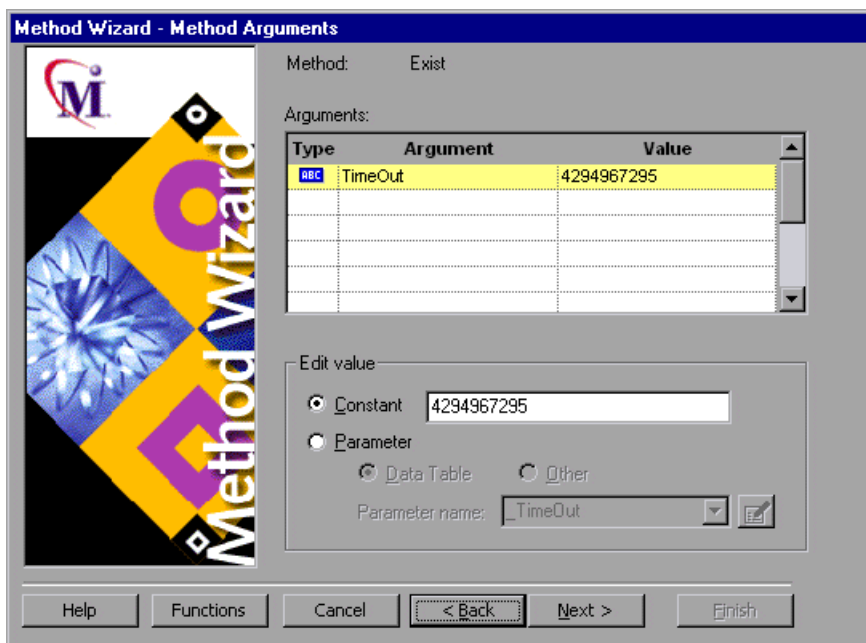 Method Wizard - Method Arguments
M
Method Wizard
Method: Exist
Arguments:
Type Argument Value
ABC TimeOut 4294967295
Edit value
Constant 4294967295
Parameter
Data Table Other
Parameter name: _TimeOut
Help Functions Cancel < Back Next > Finish